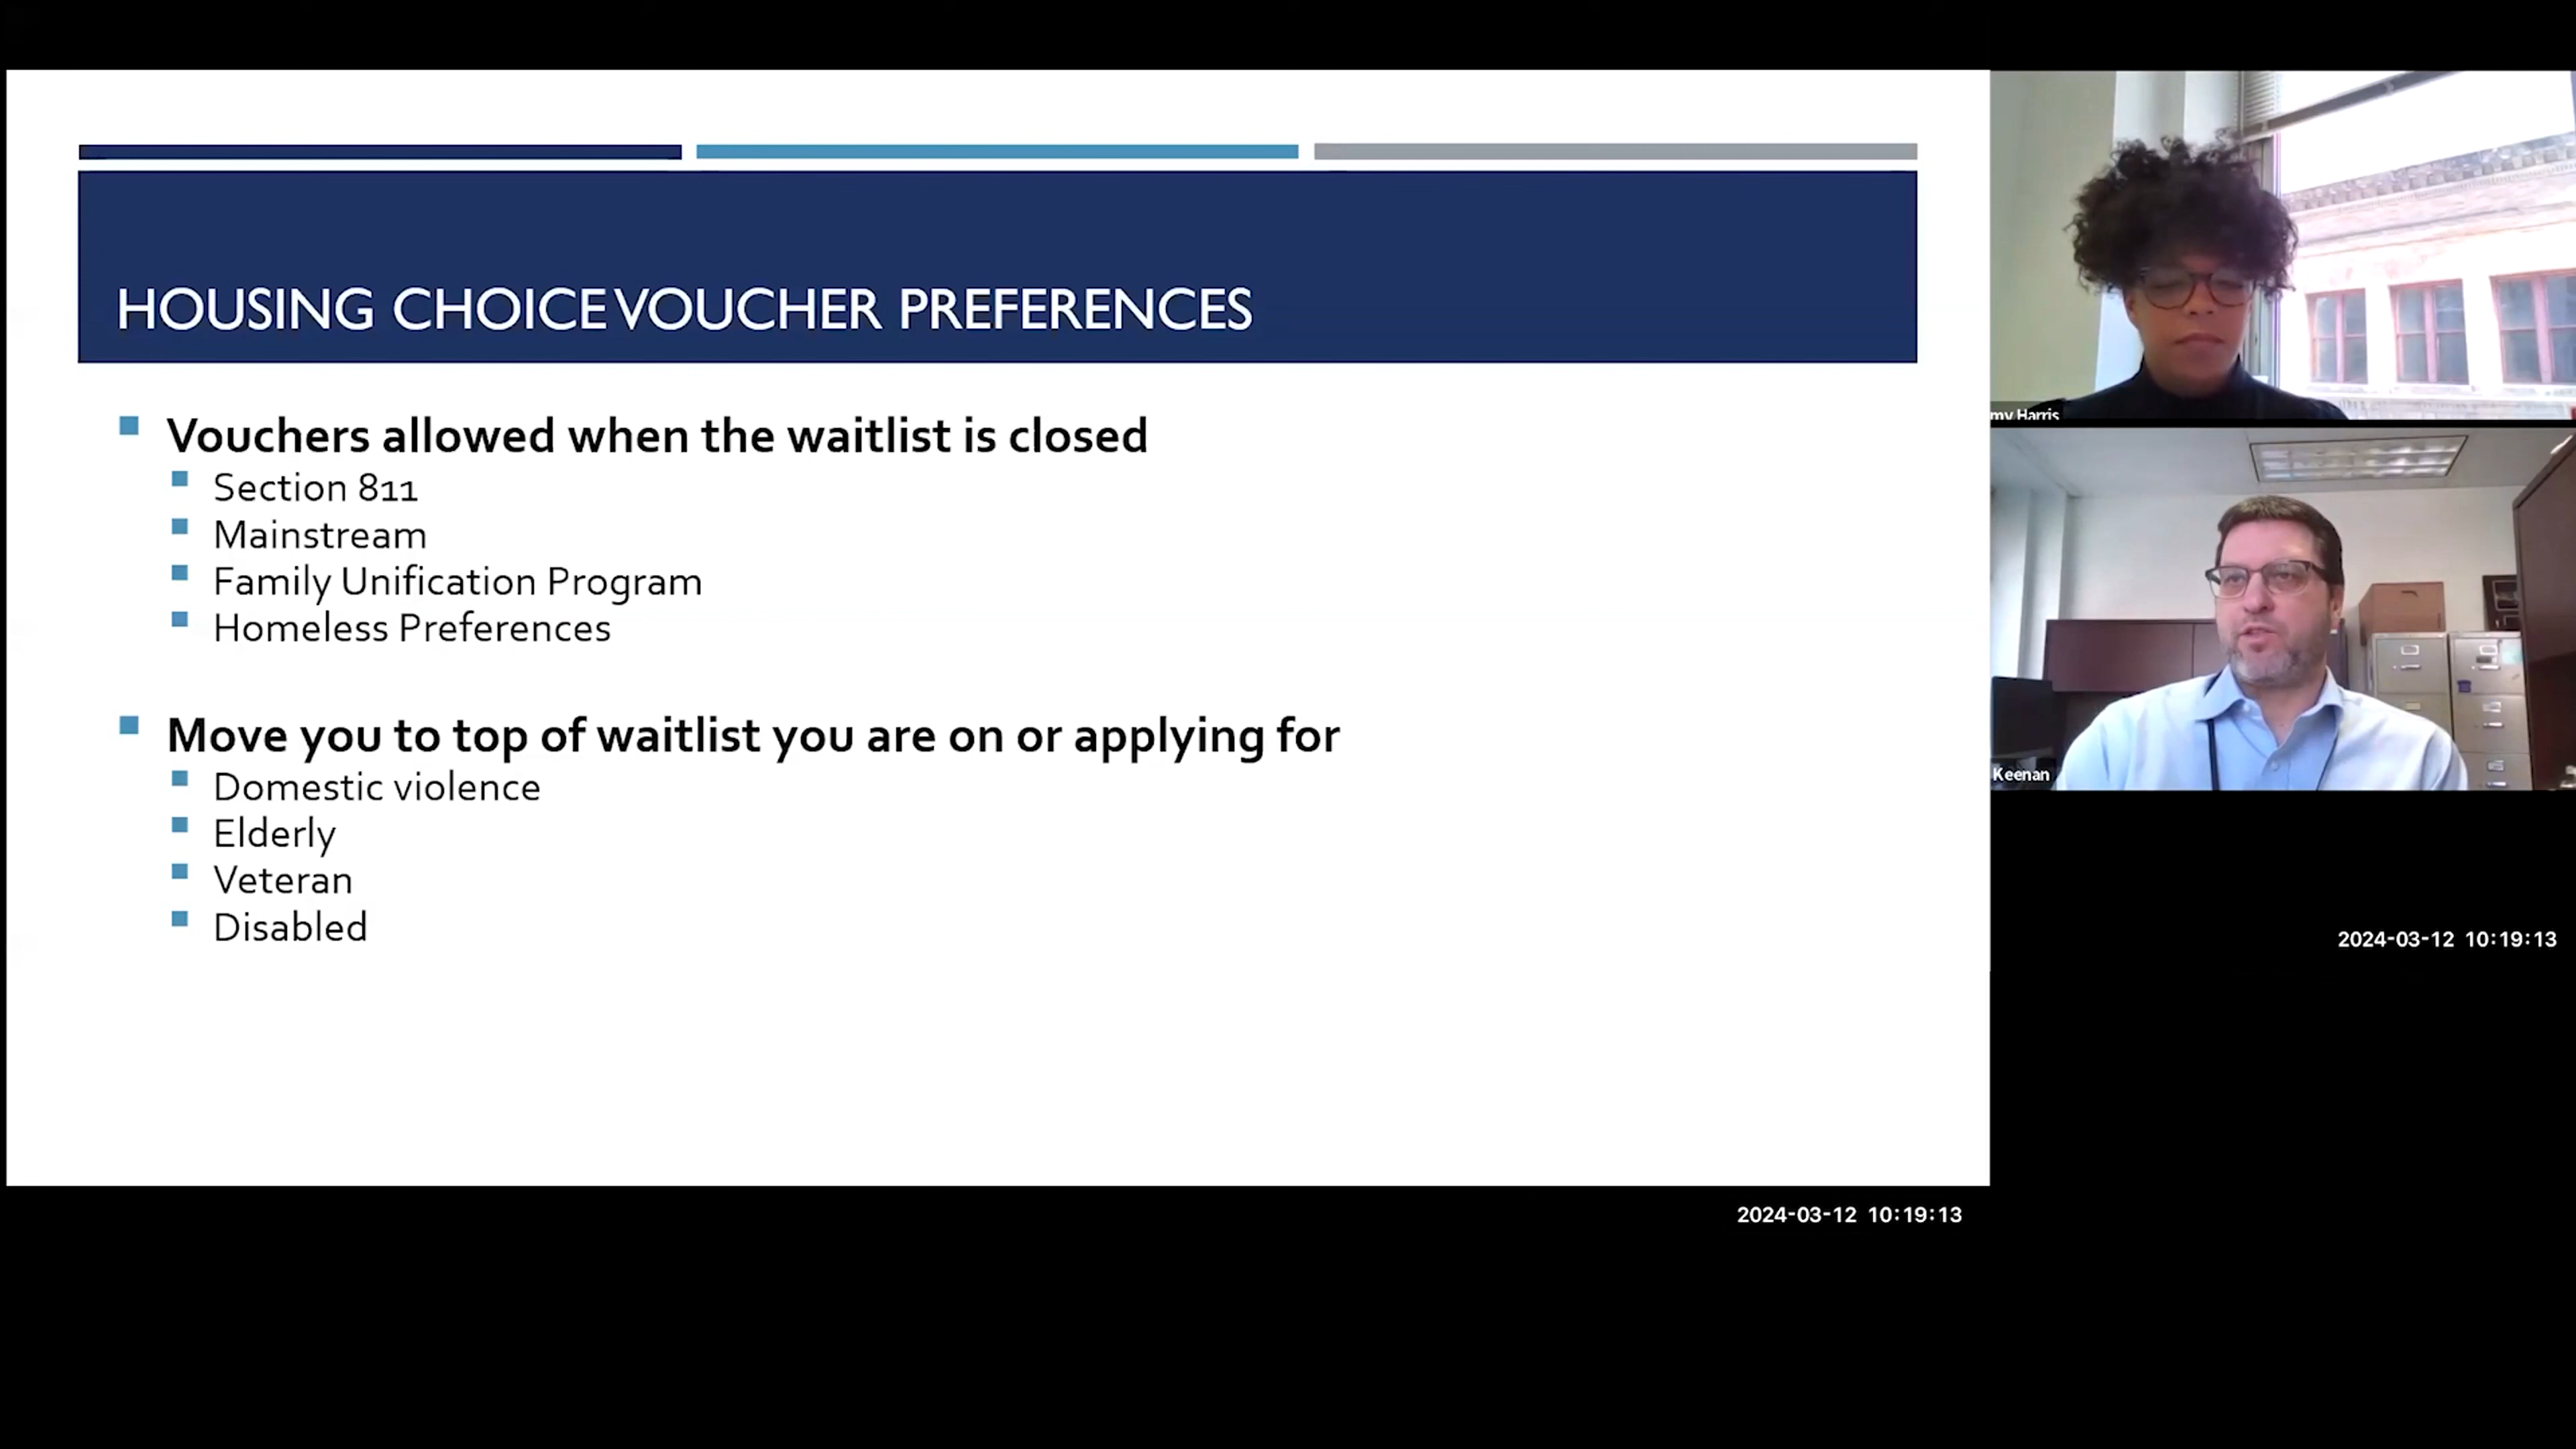 HOUSING CHOICE VOUCHER PREFERENCES
Vouchers allowed when the waitlist is closed
Section 811
Mainstream
Family Unification Program
Homeless Preferences
Move you to top of waitlist you are on or applying for
Domestic violence
Elderly
Veteran
Disabled
my Harris
Keenan
2024-03-12 10:19:13
2024-03-12 10:19:13